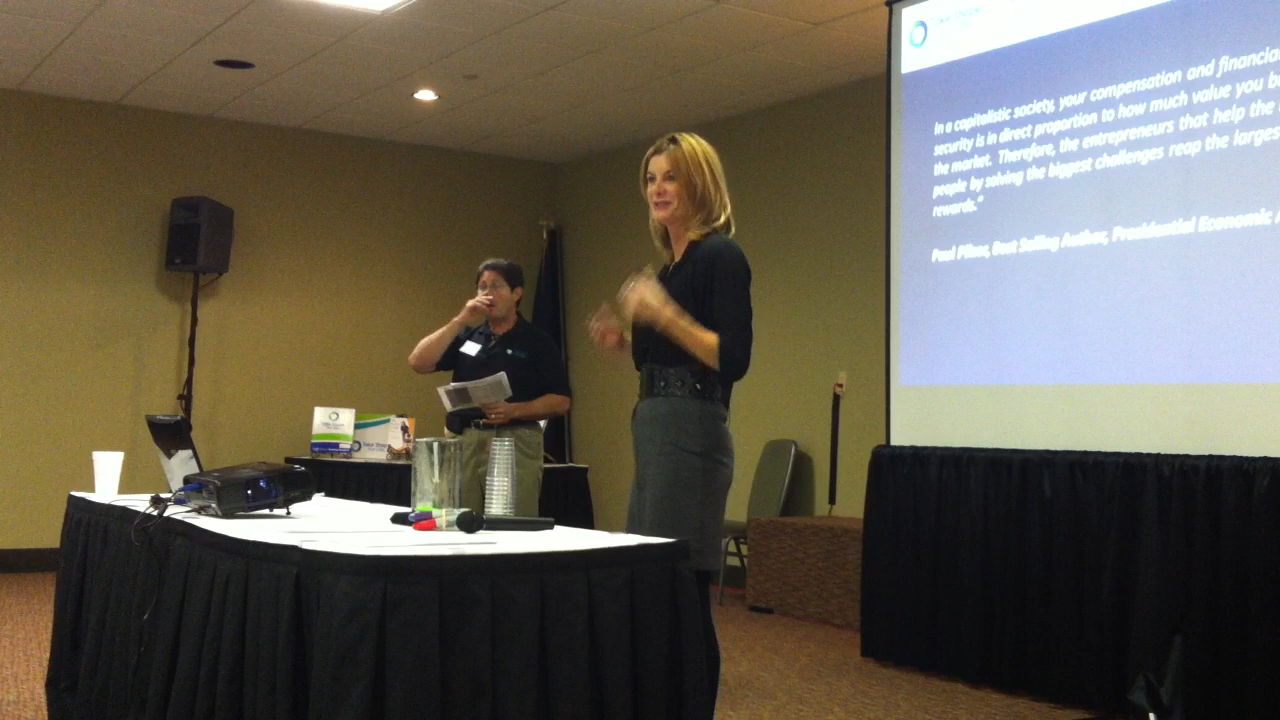 In a capitalistic society, your compensation and financial
security is in direct proportion to how much value you
the market. Therefore, the entrepreneurs that help the
people by solving the biggest challenges reap the
rewards."
Paul Pilzer, Best Selling Author, Presidential Economic